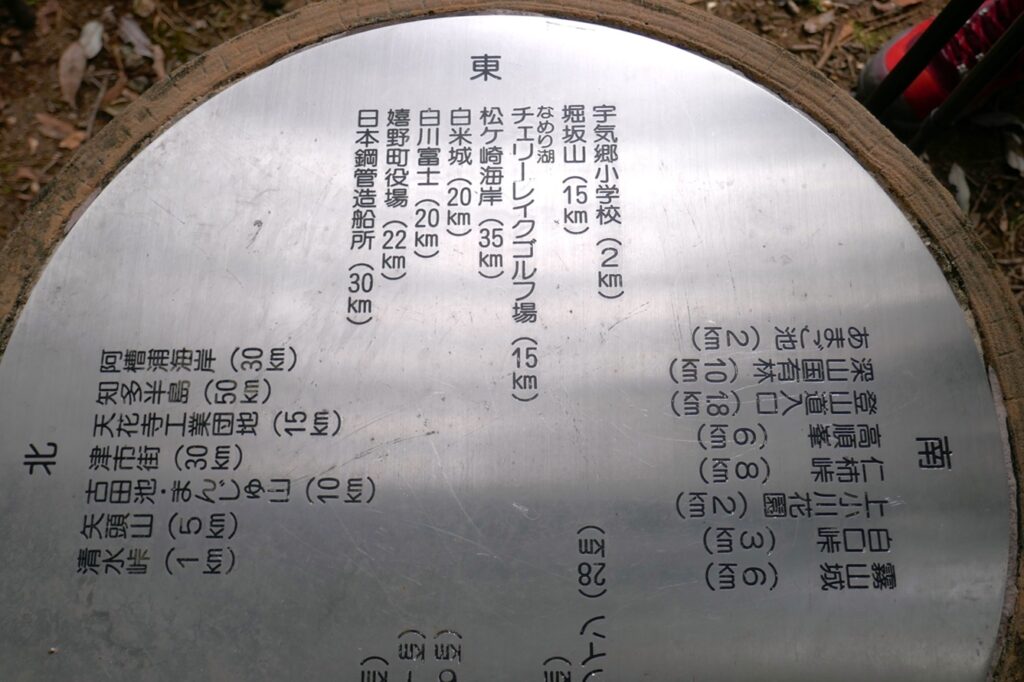 東
宇気郷小学校(2km)
堀坂山(15km)
なめり湖
チェリーレイクゴルフ場(15km)
松ケ崎海岸(35km)
白米城(20km)
白川富士(20km)
嬉野町役場(22km)
日本鋼管造船所(30km)
南
あまご池(2km)
深山国有林(10km)
登山道入口(1.8km)
高順峯(6km)
仁柿峠(8km)
上小川花園(2km)
白口峠(3km)
霧山城(6km)
北
阿漕浦海岸(30km)
知多半島(50km)
天花寺工業団地(15km)
津市街(30km)
古田池・まんじゅ山(10km)
矢頭山(5km)
清水峠(1km)